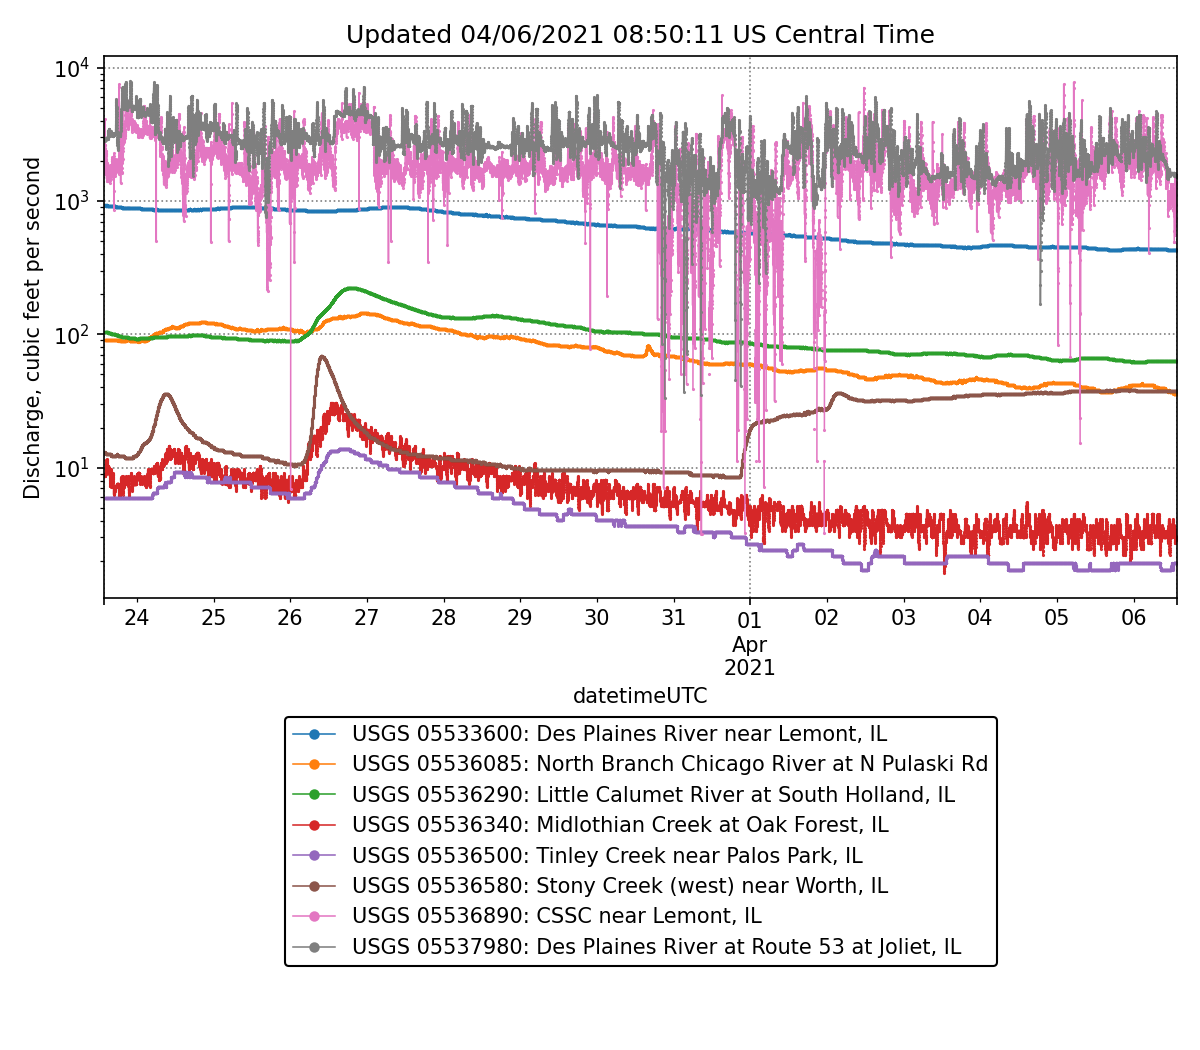 Updated 04/06/2021 08:50:11 US Central Time
Discharge, cubic feet per second
10^4
10^3
10^2
10^1
24 25 26 27 28 29 30 31 01 02 03 04 05 06
Apr
2021
datetimeUTC
USGS 05533600: Des Plaines River near Lemont, IL
USGS 05536085: North Branch Chicago River at N Pulaski Rd
USGS 05536290: Little Calumet River at South Holland, IL
USGS 05536340: Midlothian Creek at Oak Forest, IL
USGS 05536500: Tinley Creek near Palos Park, IL
USGS 05536580: Stony Creek (west) near Worth, IL
USGS 05536890: CSSC near Lemont, IL
USGS 05537980: Des Plaines River at Route 53 at Joliet, IL